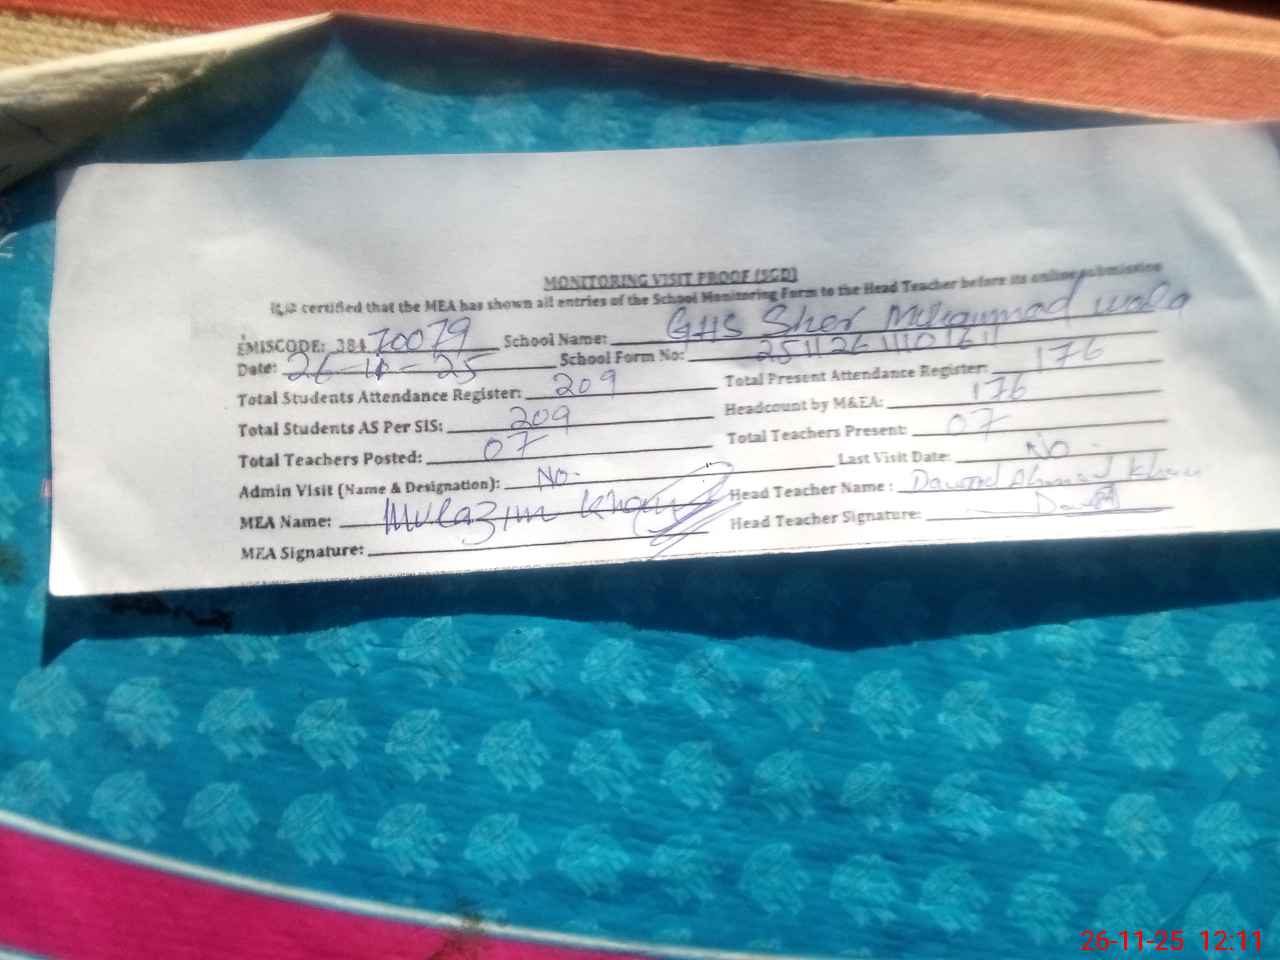 MONITORING VISIT PROOF (SGD)
It is certified that the MEA has shown all entries of the School Monitoring Form to the Head Teacher before its online submission
EMISCODE: 38470079 School Name: GHS Sher Muhammad wala
Date: 26-11-25 School Form No:
Total Students Attendance Register: 209 Total Present Attendance Register: 176
Total Students AS Per SIS: 209 Headcount by M&EA: 176
Total Teachers Posted: 07 Total Teachers Present: 07
Admin Visit (Name & Designation): No. Last Visit Date: No -
MEA Name: Mulazim Khan Head Teacher Name : Dawood Ahmad Khan
MEA Signature: Head Teacher Signature:
26-11-25 12:11